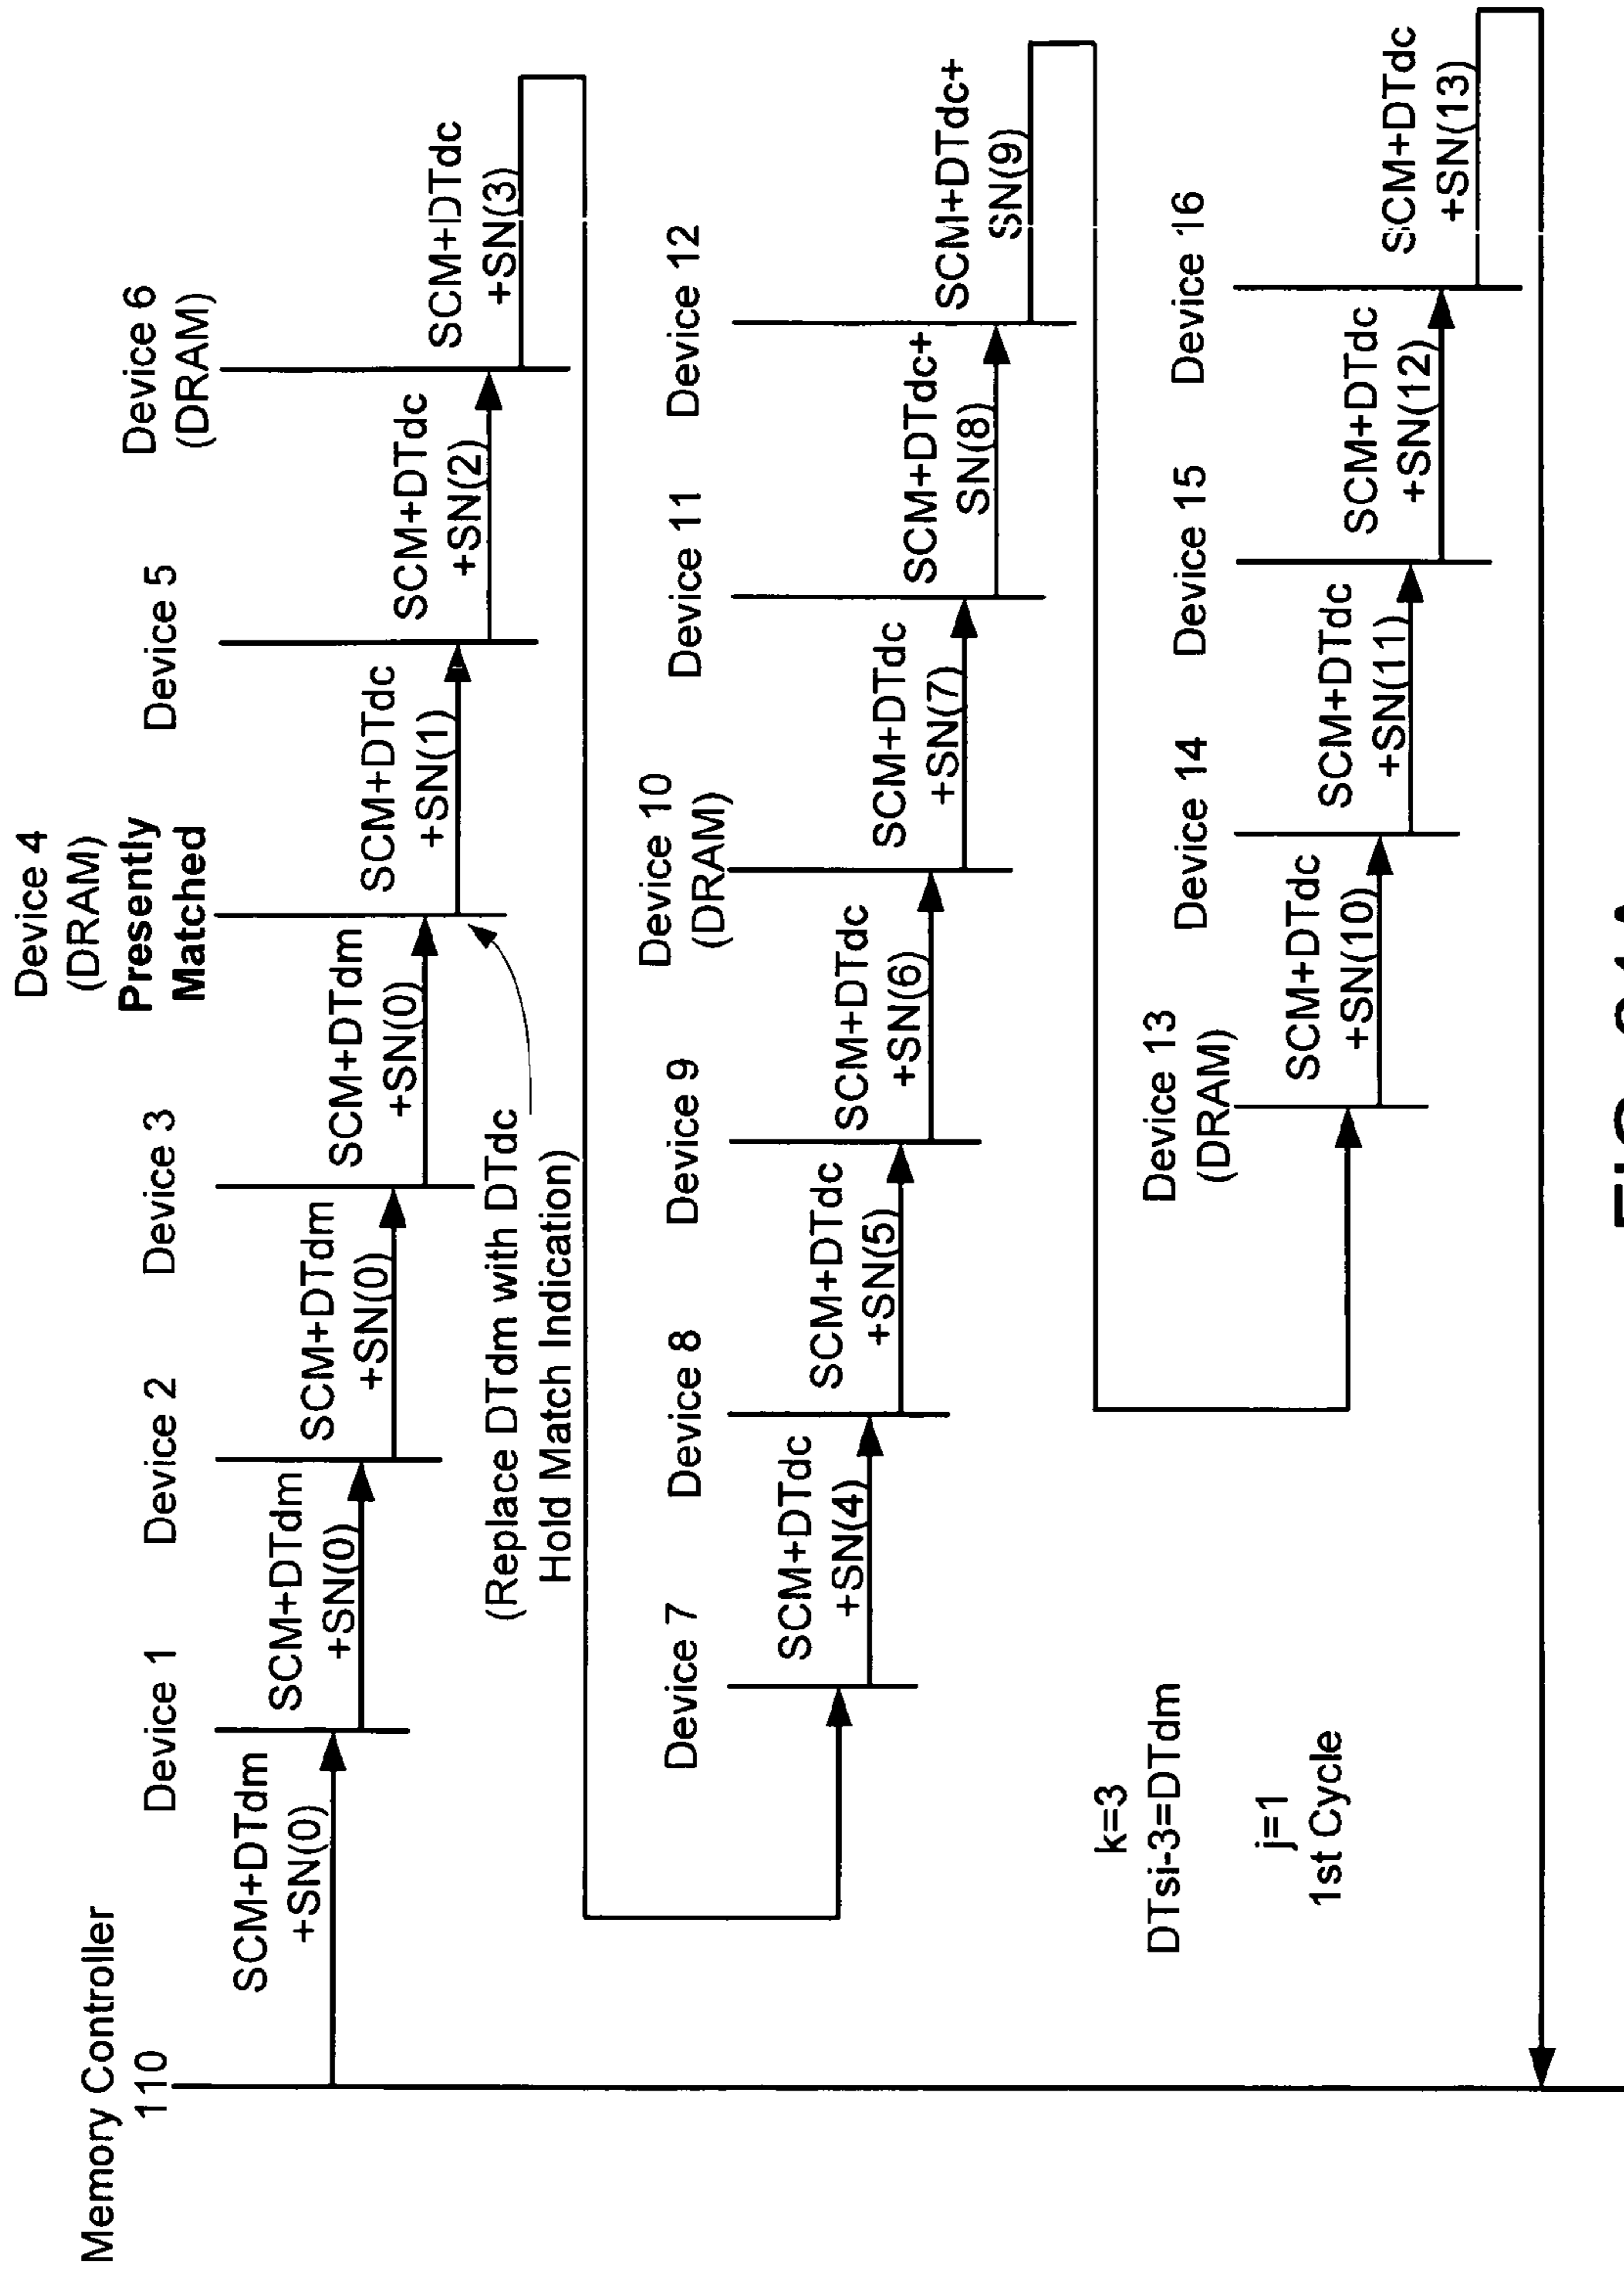 Memory Controller
110
Device 1
Device 2
Device 3
Device 4
(DRAM)
Presently
Matched
Device 5
Device 6
(DRAM)
SCM+DTdm
+SN(0)
SCM+DTdm
+SN(0)
SCM+DTdm
+SN(0)
SCM+DTdm
+SN(0)
SCM+DTdc
+SN(1)
SCM+DTdc
+SN(2)
SCM+DTdc
+SN(3)
(Replace DTdm with DTdc
Hold Match Indication)
Device 7
Device 8
Device 9
Device 10
(DRAM)
Device 11
Device 12
SCM+DTdc
+SN(4)
SCM+DTdc
+SN(5)
SCM+DTdc
+SN(6)
SCM+DTdc
+SN(7)
SCM+DTdc+
SN(8)
SCM+DTdc+
SN(9)
k=3
DTsi-3=DTdm
j=1
1st Cycle
Device 13
(DRAM)
Device 14
Device 15
Device 16
SCM+DTdc
+SN(10)
SCM+DTdc
+SN(11)
SCM+DTdc
+SN(12)
SCM+DTdc
+SN(13)